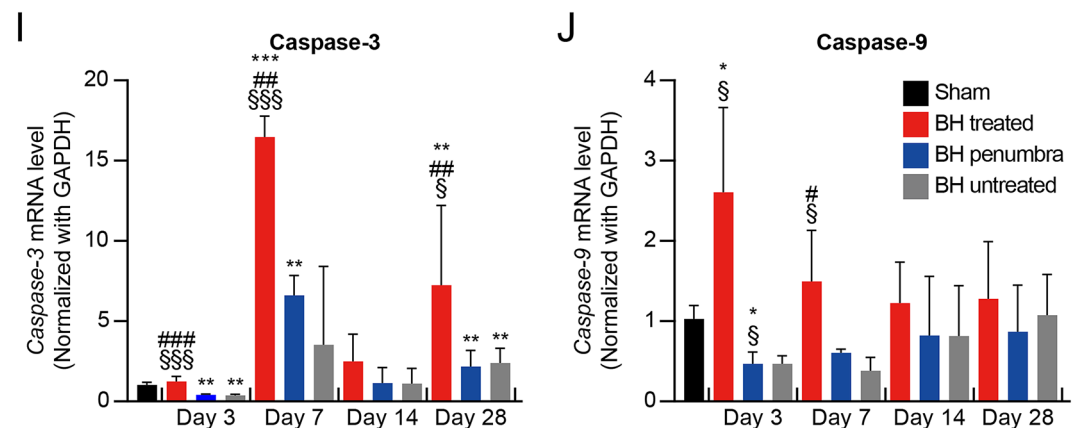 I
Caspase-3
Caspase-3 mRNA level
(Normalized with GAPDH)
20
15
10
5
0
###
§§§
**
**
***
##
§§§
**
**
##
§
**
**
Day 3
Day 7
Day 14
Day 28
J
Caspase-9
Caspase-9 mRNA level
(Normalized with GAPDH)
4
3
2
1
0
*
§
*
§
#
§
Sham
BH treated
BH penumbra
BH untreated
Day 3
Day 7
Day 14
Day 28